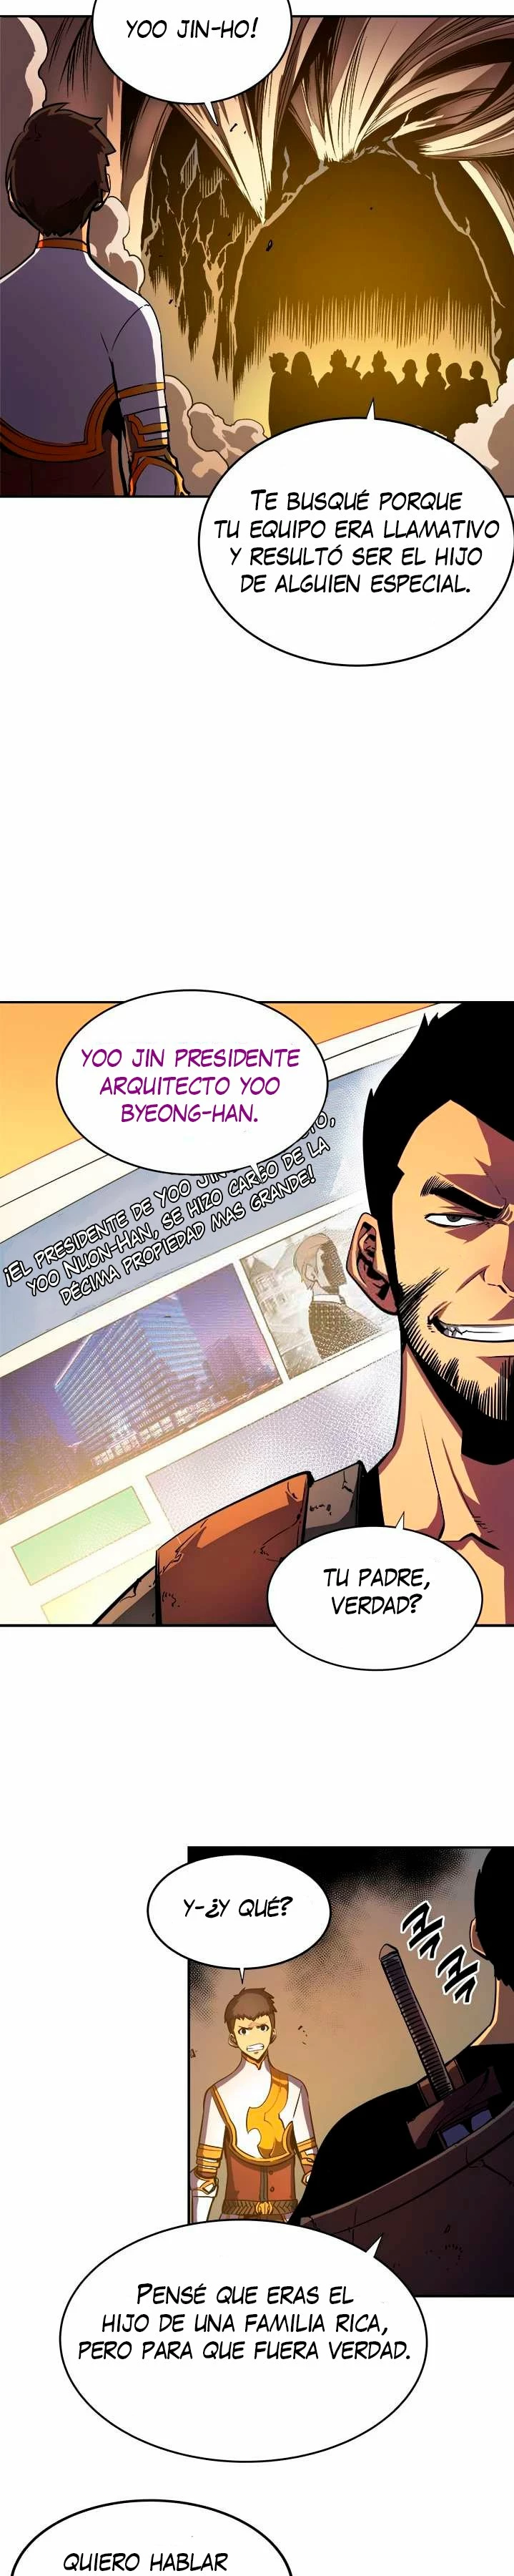 YOO JIN-HO!
TE BUSQUÉ PORQUE
TU EQUIPO ERA LLAMATIVO
Y RESULTÓ SER EL HIJO
DE ALGUIEN ESPECIAL.
YOO JIN PRESIDENTE
ARQUITECTO YOO
BYEONG-HAN.
¡EL PRESIDENTE DE YOO JIN
YOO NUON-HAN, SE HIZO CARGO DE LA
DÉCIMA PROPIEDAD MAS GRANDE!
TU PADRE,
VERDAD?
Y-¿Y QUÉ?
PENSÉ QUE ERAS EL
HIJO DE UNA FAMILIA RICA,
PERO PARA QUE FUERA VERDAD.
QUIERO HABLAR